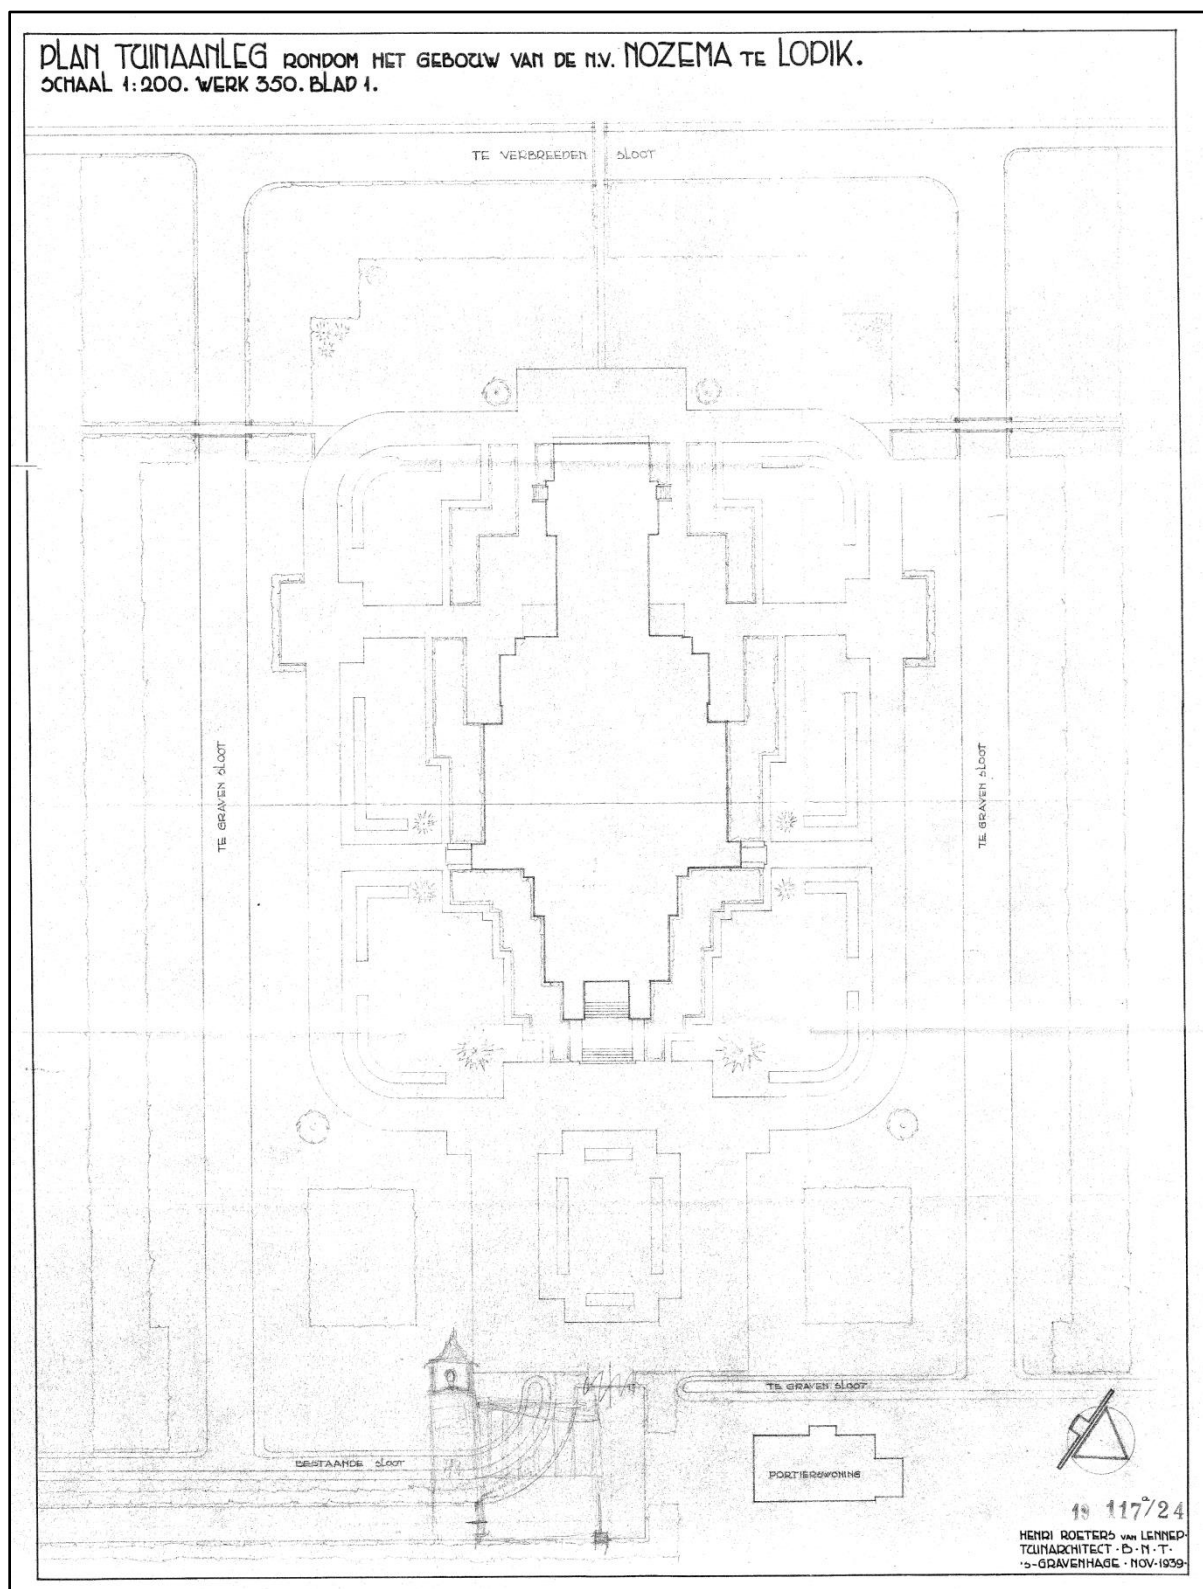 PLAN TUINAANLEG RONDOM HET GEBOUW VAN DE N.V. NOZEMA TE LOPIK.
SCHAAL 1:200. WERK 350. BLAD 1.
TE VERBREEDEN SLOOT
TE GRAVEN SLOOT
TE GRAVEN SLOOT
TE GRAVEN SLOOT
BESTAANDE SLOOT
PORTIERSWONING
19 117a/24
HENRI ROETERS VAN LENNEP·
TUINARCHITECT · B · N · T ·
'S-GRAVENHAGE · NOV·1939·